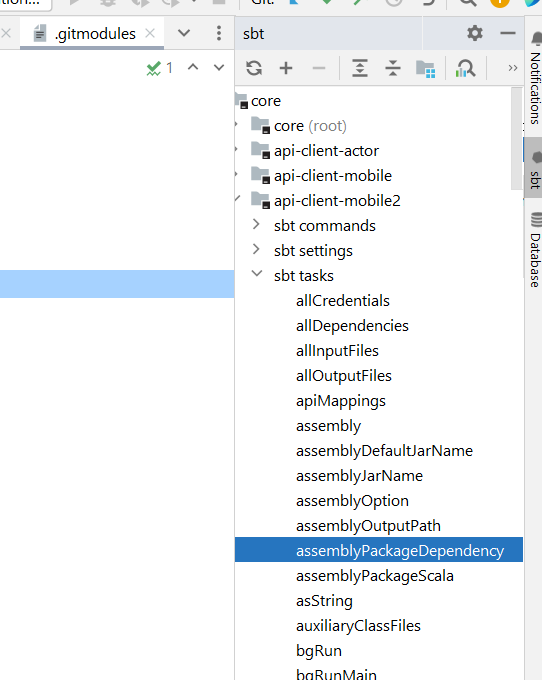 Git:
.gitmodules
sbt
1
core
core (root)
api-client-actor
api-client-mobile
api-client-mobile2
sbt commands
sbt settings
sbt tasks
allCredentials
allDependencies
allInputFiles
allOutputFiles
apiMappings
assembly
assemblyDefaultJarName
assemblyJarName
assemblyOption
assemblyOutputPath
assemblyPackageDependency
assemblyPackageScala
asString
auxiliaryClassFiles
bgRun
bgRunMain
Notifications
sbt
Database